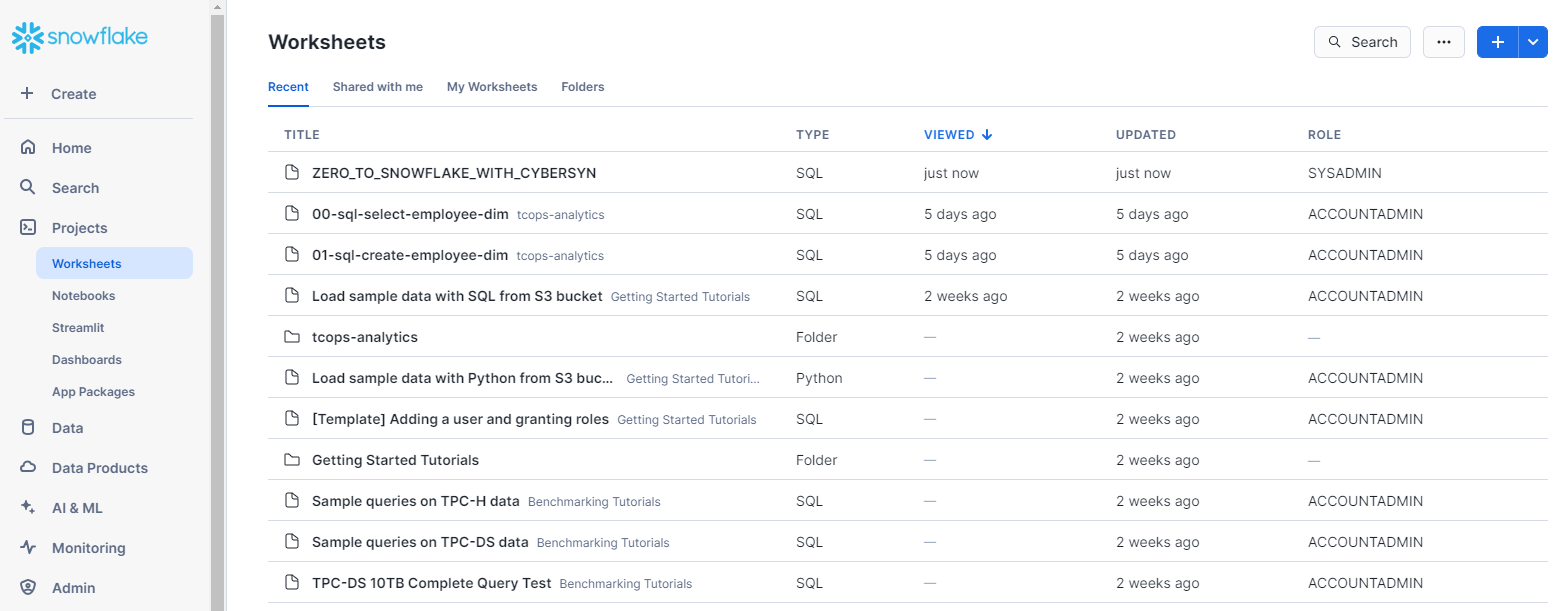 snowflake
Create
Home
Search
Projects
Worksheets
Notebooks
Streamlit
Dashboards
App Packages
Data
Data Products
AI & ML
Monitoring
Admin
Worksheets
Search
Recent Shared with me My Worksheets Folders
TITLE TYPE VIEWED UPDATED ROLE
ZERO_TO_SNOWFLAKE_WITH_CYBERSYN SQL just now just now SYSADMIN
00-sql-select-employee-dim tcops-analytics SQL 5 days ago 5 days ago ACCOUNTADMIN
01-sql-create-employee-dim tcops-analytics SQL 5 days ago 5 days ago ACCOUNTADMIN
Load sample data with SQL from S3 bucket Getting Started Tutorials SQL 2 weeks ago 2 weeks ago ACCOUNTADMIN
tcops-analytics Folder — 2 weeks ago —
Load sample data with Python from S3 buc... Getting Started Tutori... Python — 2 weeks ago ACCOUNTADMIN
[Template] Adding a user and granting roles Getting Started Tutorials SQL — 2 weeks ago ACCOUNTADMIN
Getting Started Tutorials Folder — 2 weeks ago —
Sample queries on TPC-H data Benchmarking Tutorials SQL — 2 weeks ago ACCOUNTADMIN
Sample queries on TPC-DS data Benchmarking Tutorials SQL — 2 weeks ago ACCOUNTADMIN
TPC-DS 10TB Complete Query Test Benchmarking Tutorials SQL — 2 weeks ago ACCOUNTADMIN